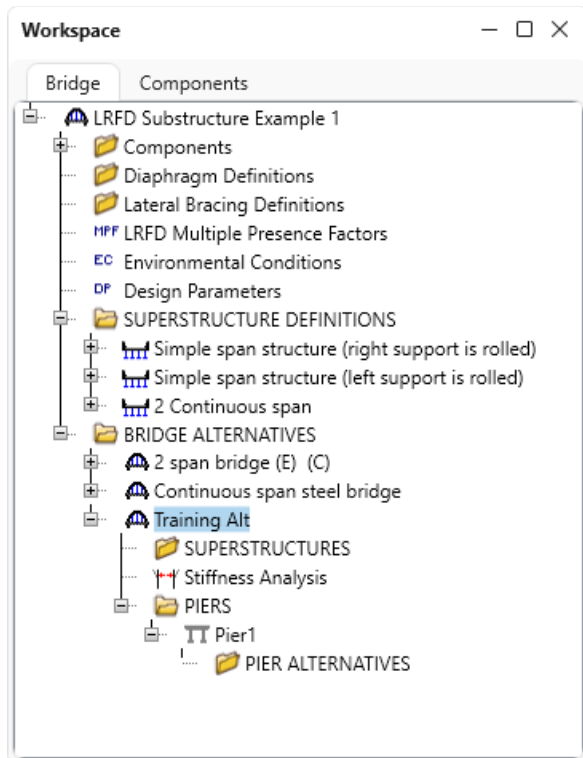 Workspace
Bridge Components
LRFD Substructure Example 1
Components
Diaphragm Definitions
Lateral Bracing Definitions
MPF LRFD Multiple Presence Factors
EC Environmental Conditions
DP Design Parameters
SUPERSTRUCTURE DEFINITIONS
Simple span structure (right support is rolled)
Simple span structure (left support is rolled)
2 Continuous span
BRIDGE ALTERNATIVES
2 span bridge (E) (C)
Continuous span steel bridge
Training Alt
SUPERSTRUCTURES
Stiffness Analysis
PIERS
Pier1
PIER ALTERNATIVES